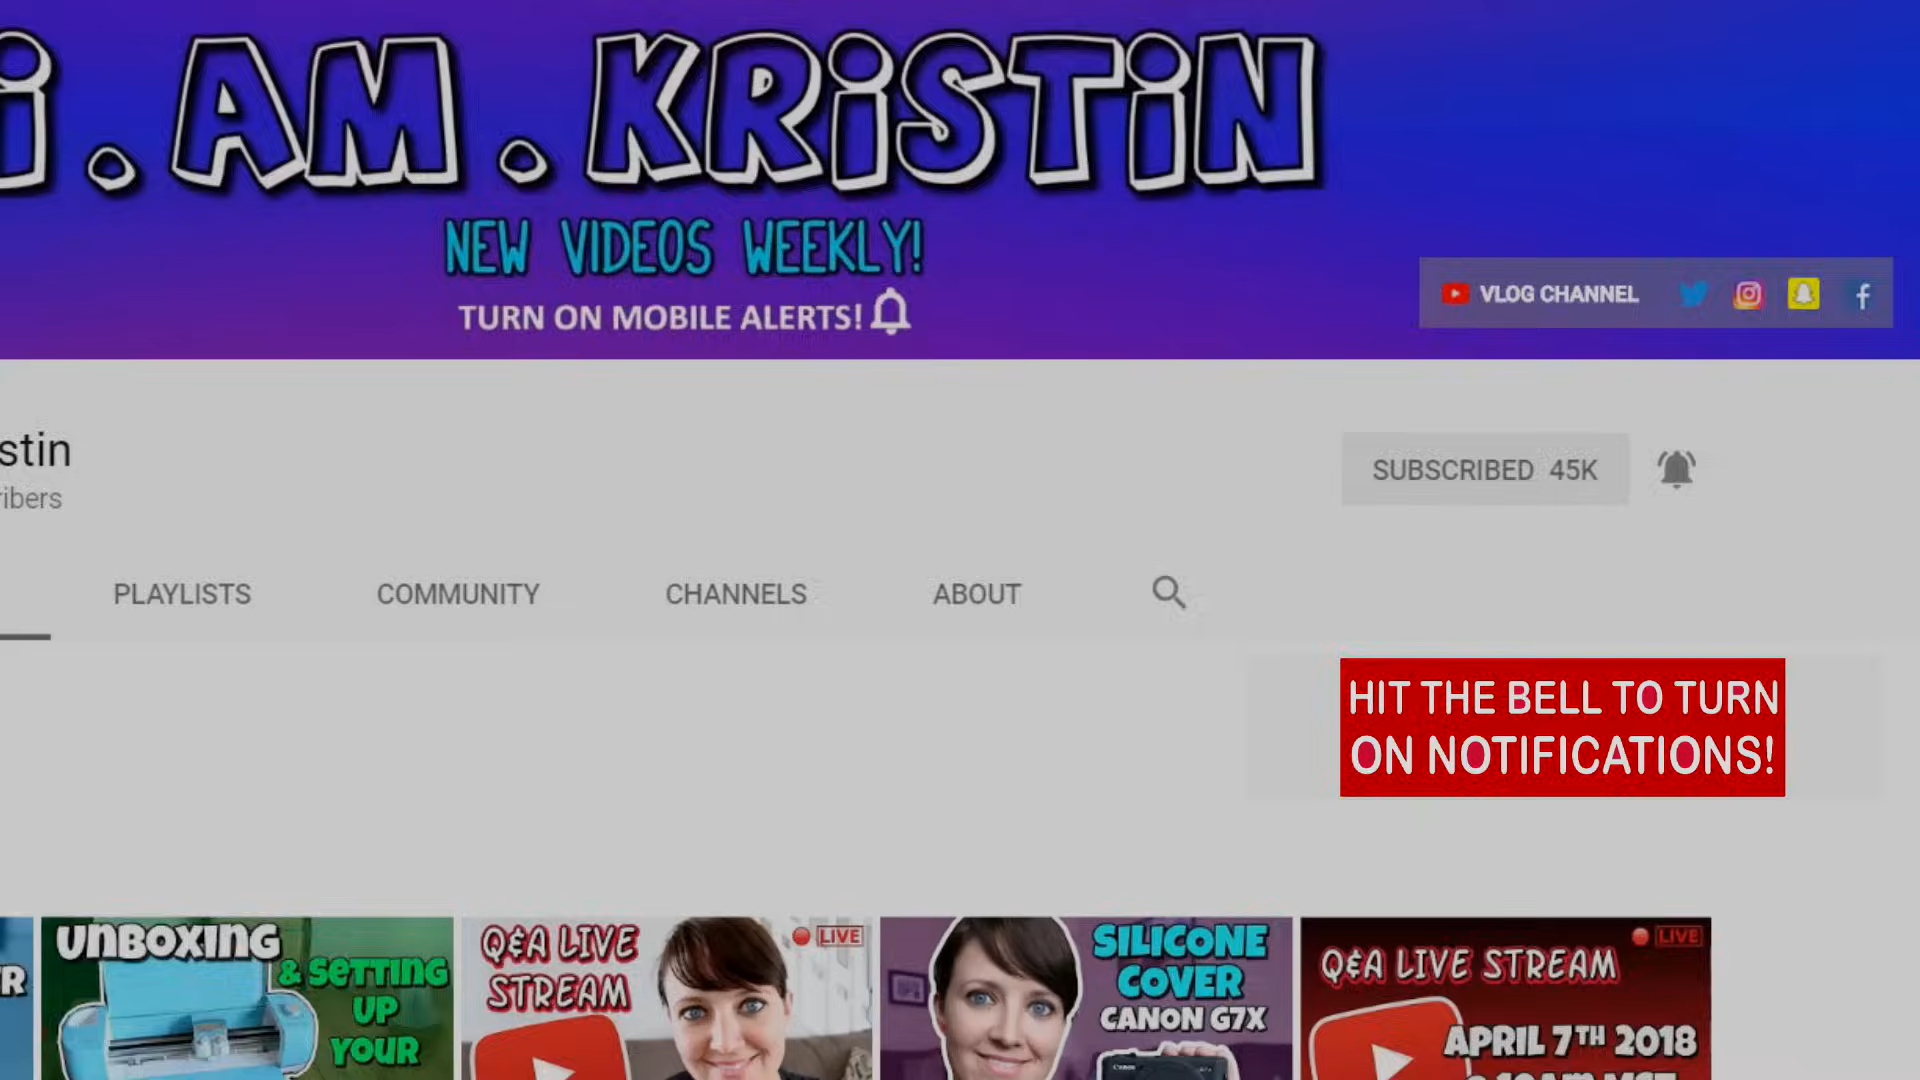 i.AM.KRiSTiN
NEW VIDEOS WEEKLY!
TURN ON MOBILE ALERTS!
VLOG CHANNEL
stin
ribers
SUBSCRIBED 45K
PLAYLISTS
COMMUNITY
CHANNELS
ABOUT
HIT THE BELL TO TURN
ON NOTIFICATIONS!
R
UNBOXING
& SETTING
UP
YOUR
Q&A LIVE
STREAM
LIVE
SILICONE
COVER
CANON G7X
Canon
LIVE
Q&A LIVE STREAM
APRIL 7TH 2018